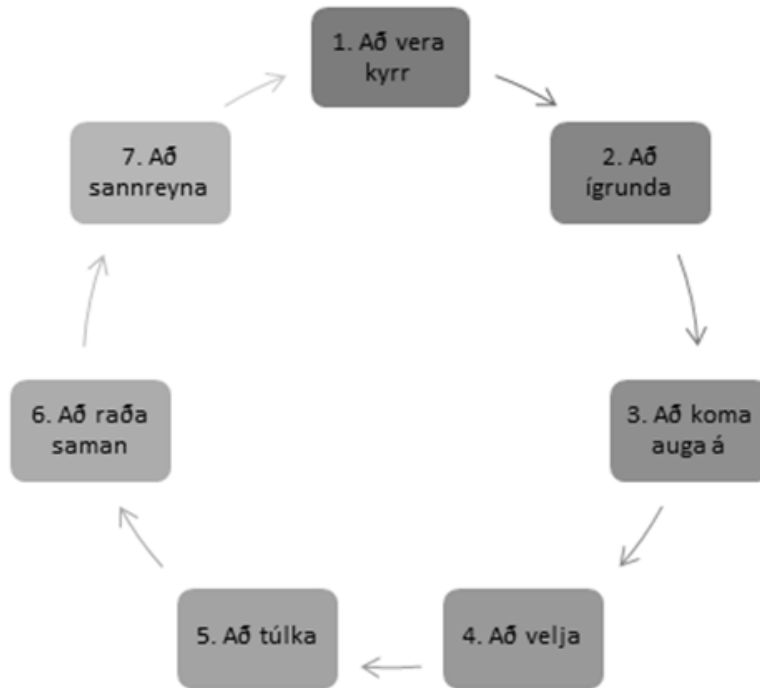 1. Að vera
kyrr
2. Að
ígrunda
3. Að koma
auga á
4. Að velja
5. Að túlka
6. Að raða
saman
7. Að
sannreyna